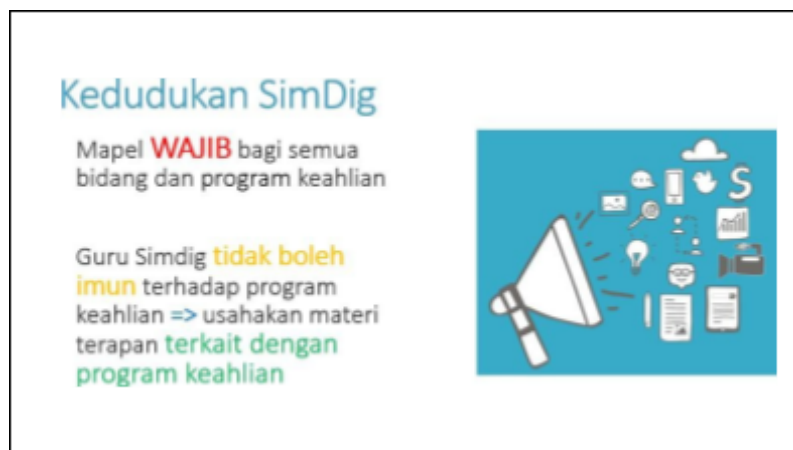 Kedudukan SimDig
Mapel WAJIB bagi semua
bidang dan program keahlian
Guru Simdig tidak boleh
imun terhadap program
keahlian => usahakan materi
terapan terkait dengan
program keahlian
S